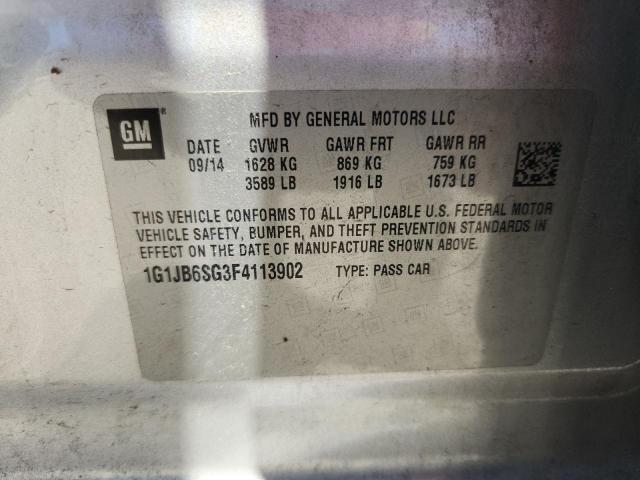 GM
MFD BY GENERAL MOTORS LLC
DATE GVWR GAWR FRT GAWR RR
09/14 1628 KG 869 KG 759 KG
3589 LB 1916 LB 1673 LB
THIS VEHICLE CONFORMS TO ALL APPLICABLE U.S. FEDERAL MOTOR
VEHICLE SAFETY, BUMPER, AND THEFT PREVENTION STANDARDS IN
EFFECT ON THE DATE OF MANUFACTURE SHOWN ABOVE.
1G1JB6SG3F4113902 TYPE: PASS CAR